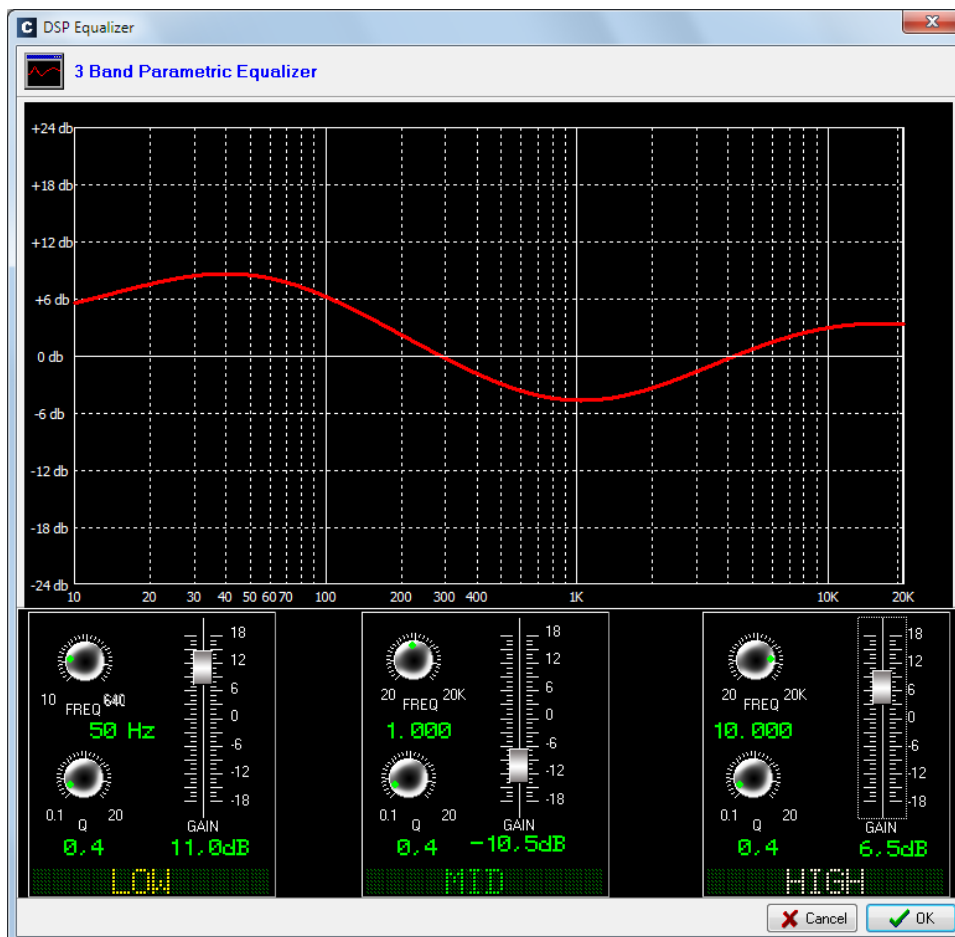 C DSP Equalizer
3 Band Parametric Equalizer
+24 db
+18 db
+12 db
+6 db
0 db
-6 db
-12 db
-18 db
-24 db
10 20 30 40 50 60 70 100 200 300 400 1K 10K 20K
18
12
6
0
-6
-12
-18
10 640
FREQ
50 Hz
0.1 20
Q
GAIN
0,4 11,0dB
LOW
18
12
6
0
-6
-12
-18
20 20K
FREQ
1.000
0.1 20
Q
GAIN
0,4 -10,5dB
MID
18
12
6
0
-6
-12
-18
20 20K
FREQ
10.000
0.1 20
Q
GAIN
0,4 6,5dB
HIGH
Cancel OK